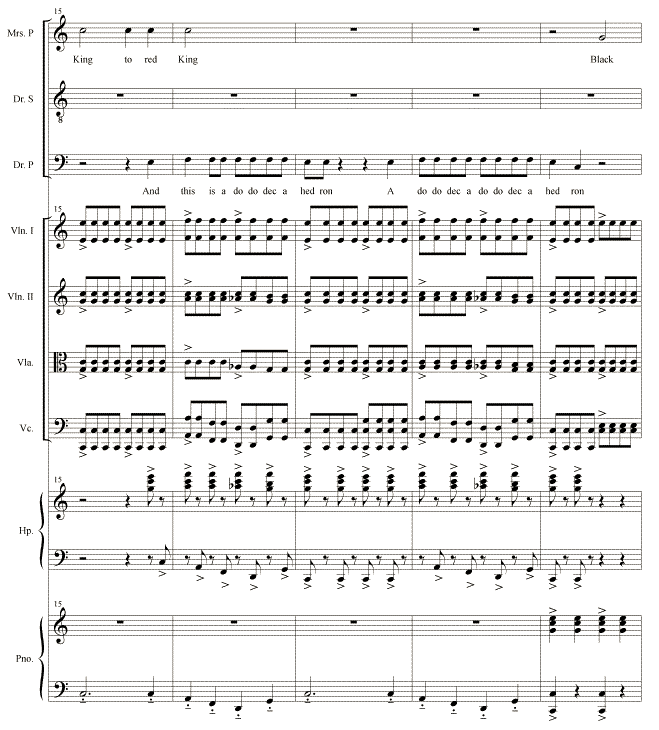 15
Mrs. P
King to red King Black
Dr. S
8
Dr. P
And this is a do do dec a hed ron A do do dec a do do dec a hed ron
15
Vln. I
Vln. II
Vla.
Vc.
Hp.
15
Pno.